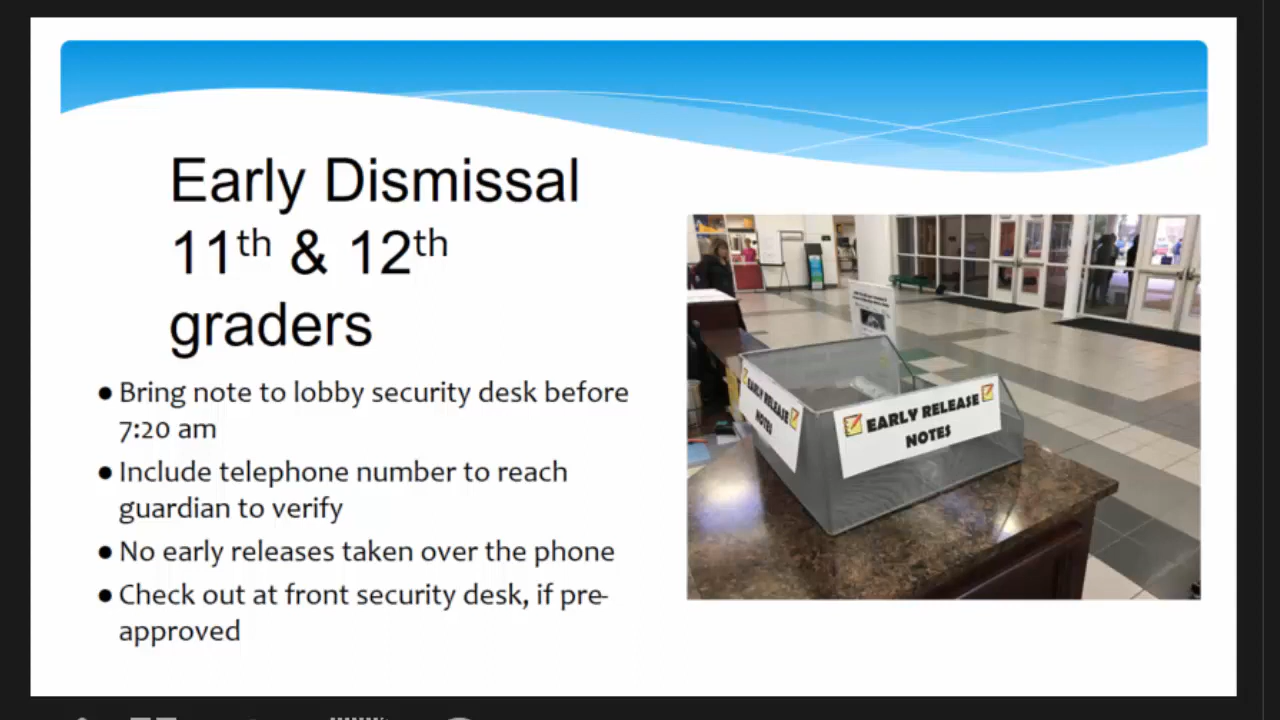 Early Dismissal
11th & 12th
graders
● Bring note to lobby security desk before
7:20 am
● Include telephone number to reach
guardian to verify
● No early releases taken over the phone
● Check out at front security desk, if pre-
approved
EARLY RELEASE
NOTES
EARLY RELEASE
NOTES